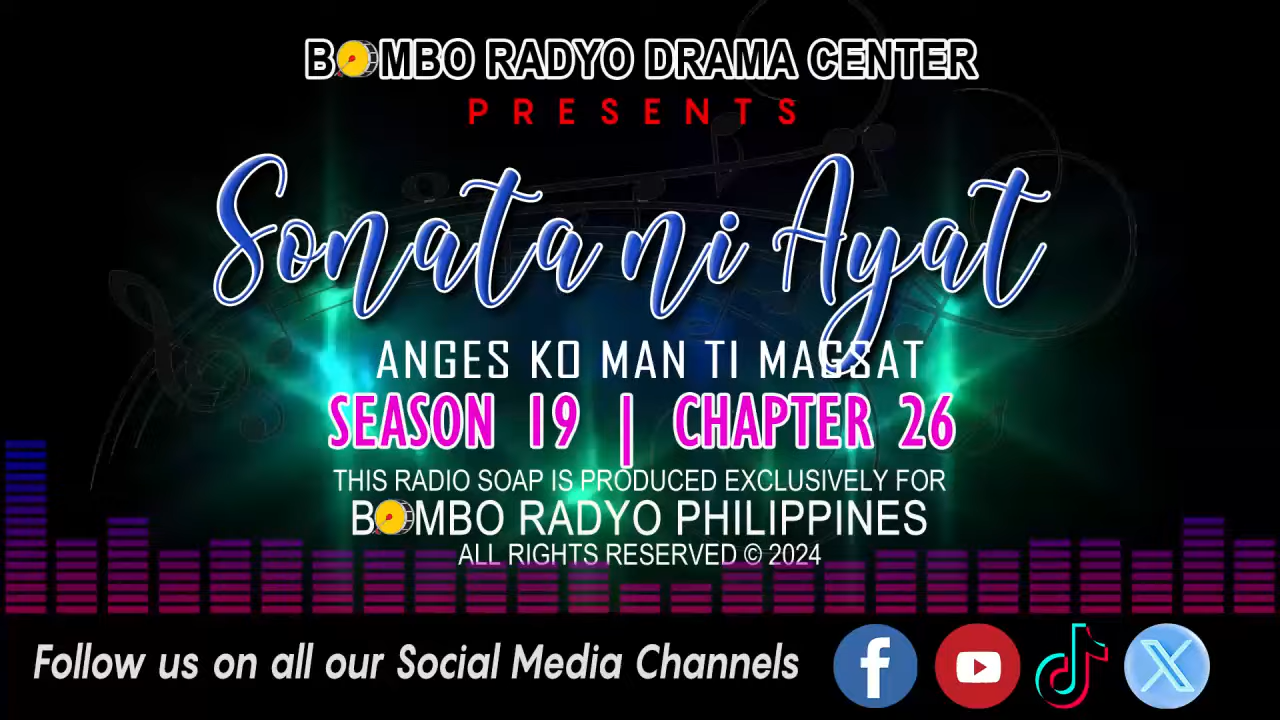 BOMBO RADYO DRAMA CENTER
PRESENTS
Sonata ni Ayat
ANGES KO MAN TI MAGSAT
SEASON 19 | CHAPTER 26
THIS RADIO SOAP IS PRODUCED EXCLUSIVELY FOR
BOMBO RADYO PHILIPPINES
ALL RIGHTS RESERVED © 2024
Follow us on all our Social Media Channels